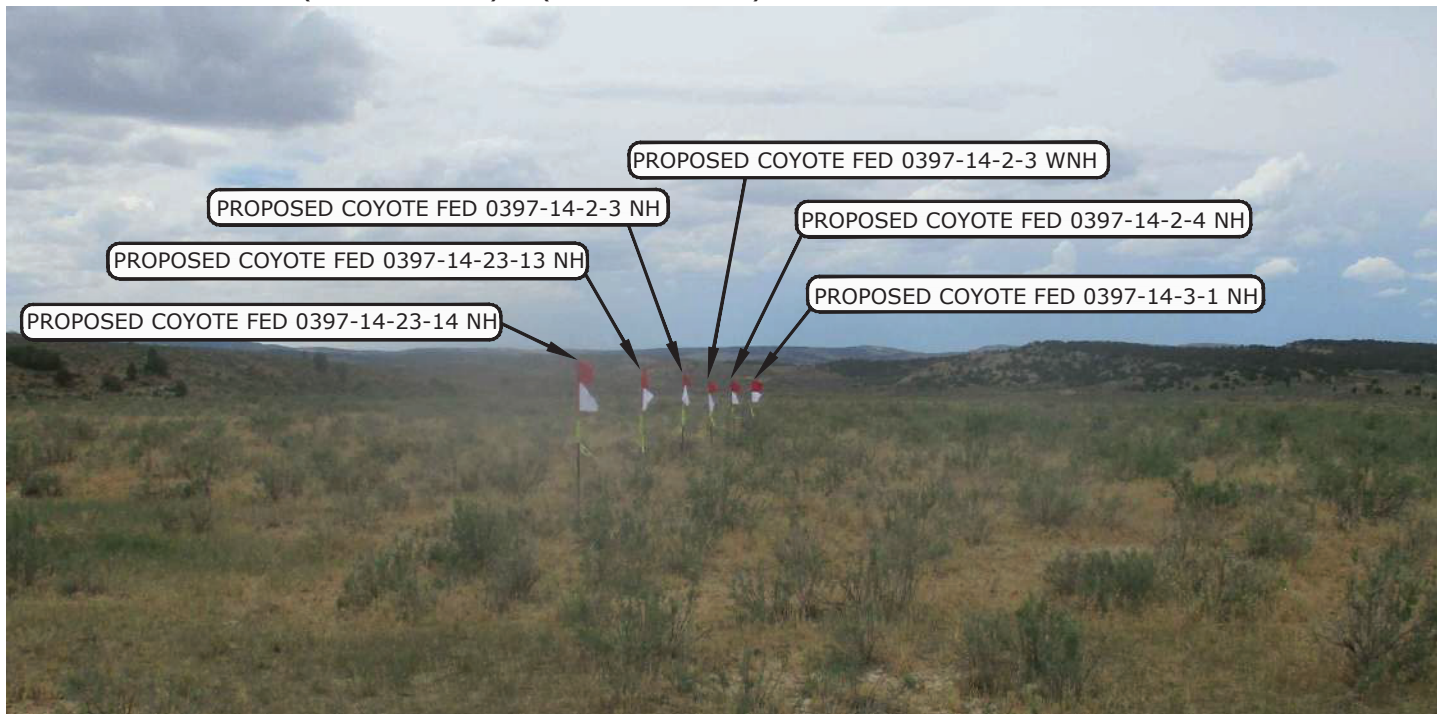 PROPOSED COYOTE FED 0397-14-2-3 WNH
PROPOSED COYOTE FED 0397-14-2-3 NH
PROPOSED COYOTE FED 0397-14-2-4 NH
PROPOSED COYOTE FED 0397-14-23-13 NH
PROPOSED COYOTE FED 0397-14-3-1 NH
PROPOSED COYOTE FED 0397-14-23-14 NH